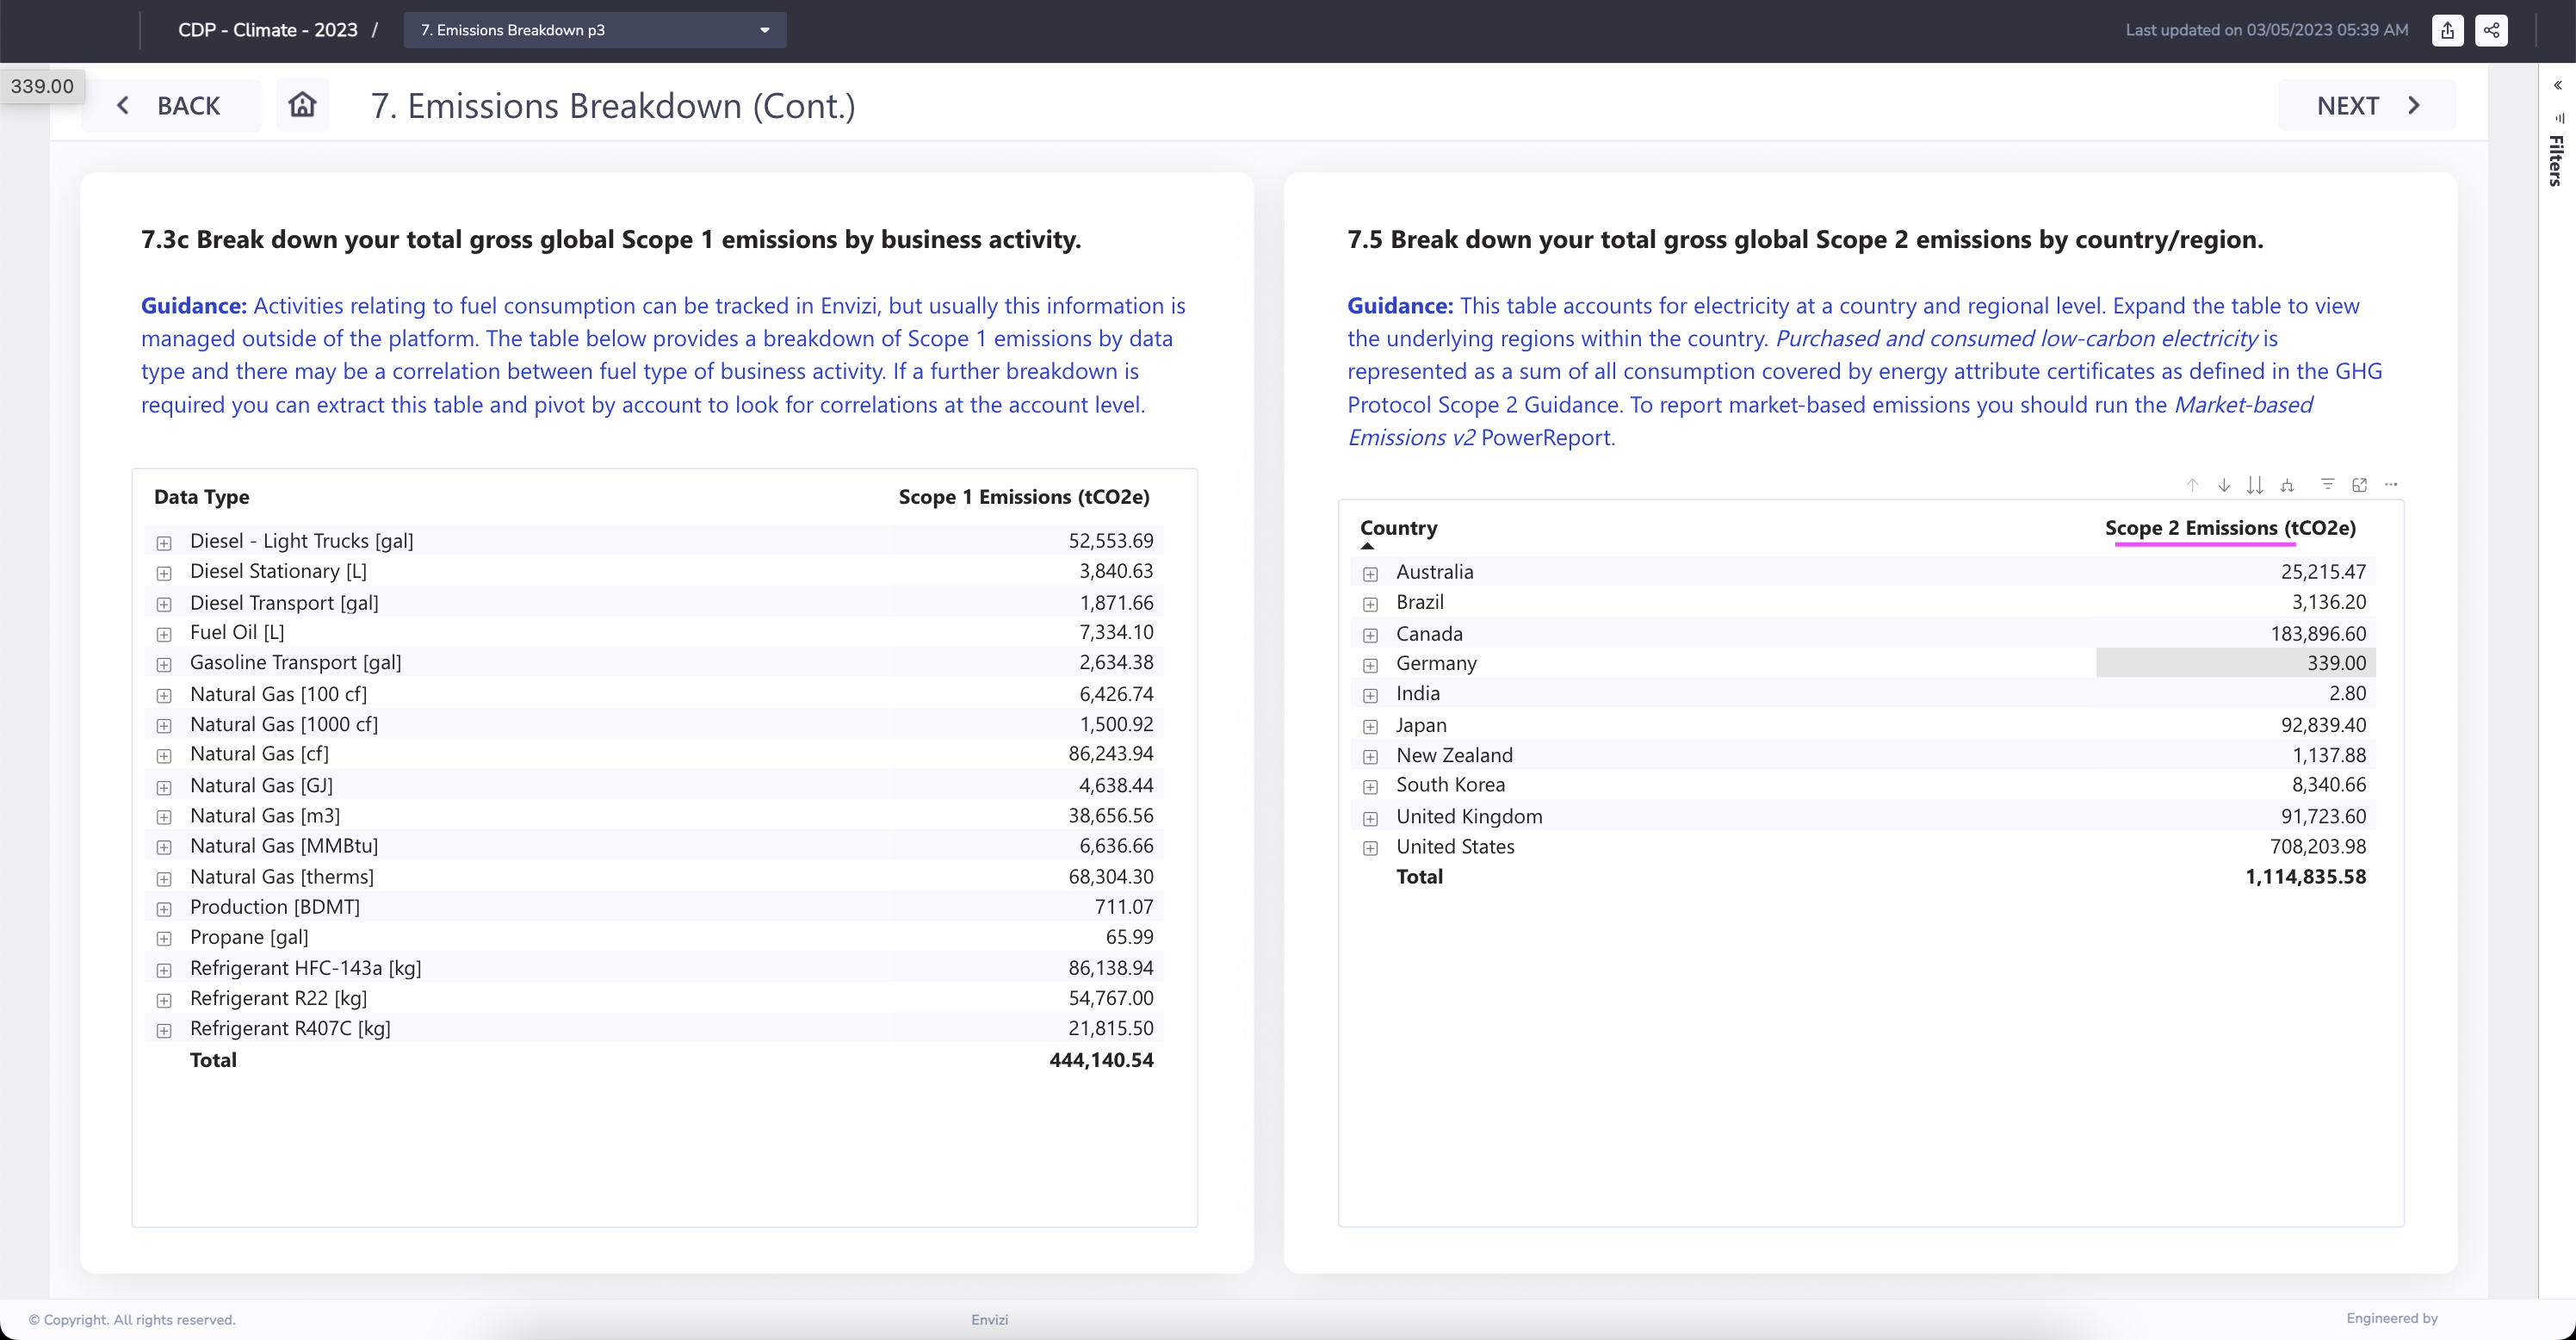 CDP - Climate - 2023 / 7. Emissions Breakdown p3 Last updated on 03/05/2023 05:39 AM
339.00
BACK 7. Emissions Breakdown (Cont.) NEXT
Filters
7.3c Break down your total gross global Scope 1 emissions by business activity.
Guidance: Activities relating to fuel consumption can be tracked in Envizi, but usually this information is
managed outside of the platform. The table below provides a breakdown of Scope 1 emissions by data
type and there may be a correlation between fuel type of business activity. If a further breakdown is
required you can extract this table and pivot by account to look for correlations at the account level.
Data Type Scope 1 Emissions (tCO2e)
Diesel - Light Trucks [gal] 52,553.69
Diesel Stationary [L] 3,840.63
Diesel Transport [gal] 1,871.66
Fuel Oil [L] 7,334.10
Gasoline Transport [gal] 2,634.38
Natural Gas [100 cf] 6,426.74
Natural Gas [1000 cf] 1,500.92
Natural Gas [cf] 86,243.94
Natural Gas [GJ] 4,638.44
Natural Gas [m3] 38,656.56
Natural Gas [MMBtu] 6,636.66
Natural Gas [therms] 68,304.30
Production [BDMT] 711.07
Propane [gal] 65.99
Refrigerant HFC-143a [kg] 86,138.94
Refrigerant R22 [kg] 54,767.00
Refrigerant R407C [kg] 21,815.50
Total 444,140.54
7.5 Break down your total gross global Scope 2 emissions by country/region.
Guidance: This table accounts for electricity at a country and regional level. Expand the table to view
the underlying regions within the country. Purchased and consumed low-carbon electricity is
represented as a sum of all consumption covered by energy attribute certificates as defined in the GHG
Protocol Scope 2 Guidance. To report market-based emissions you should run the Market-based
Emissions v2 PowerReport.
Country Scope 2 Emissions (tCO2e)
Australia 25,215.47
Brazil 3,136.20
Canada 183,896.60
Germany 339.00
India 2.80
Japan 92,839.40
New Zealand 1,137.88
South Korea 8,340.66
United Kingdom 91,723.60
United States 708,203.98
Total 1,114,835.58
© Copyright. All rights reserved. Envizi Engineered by